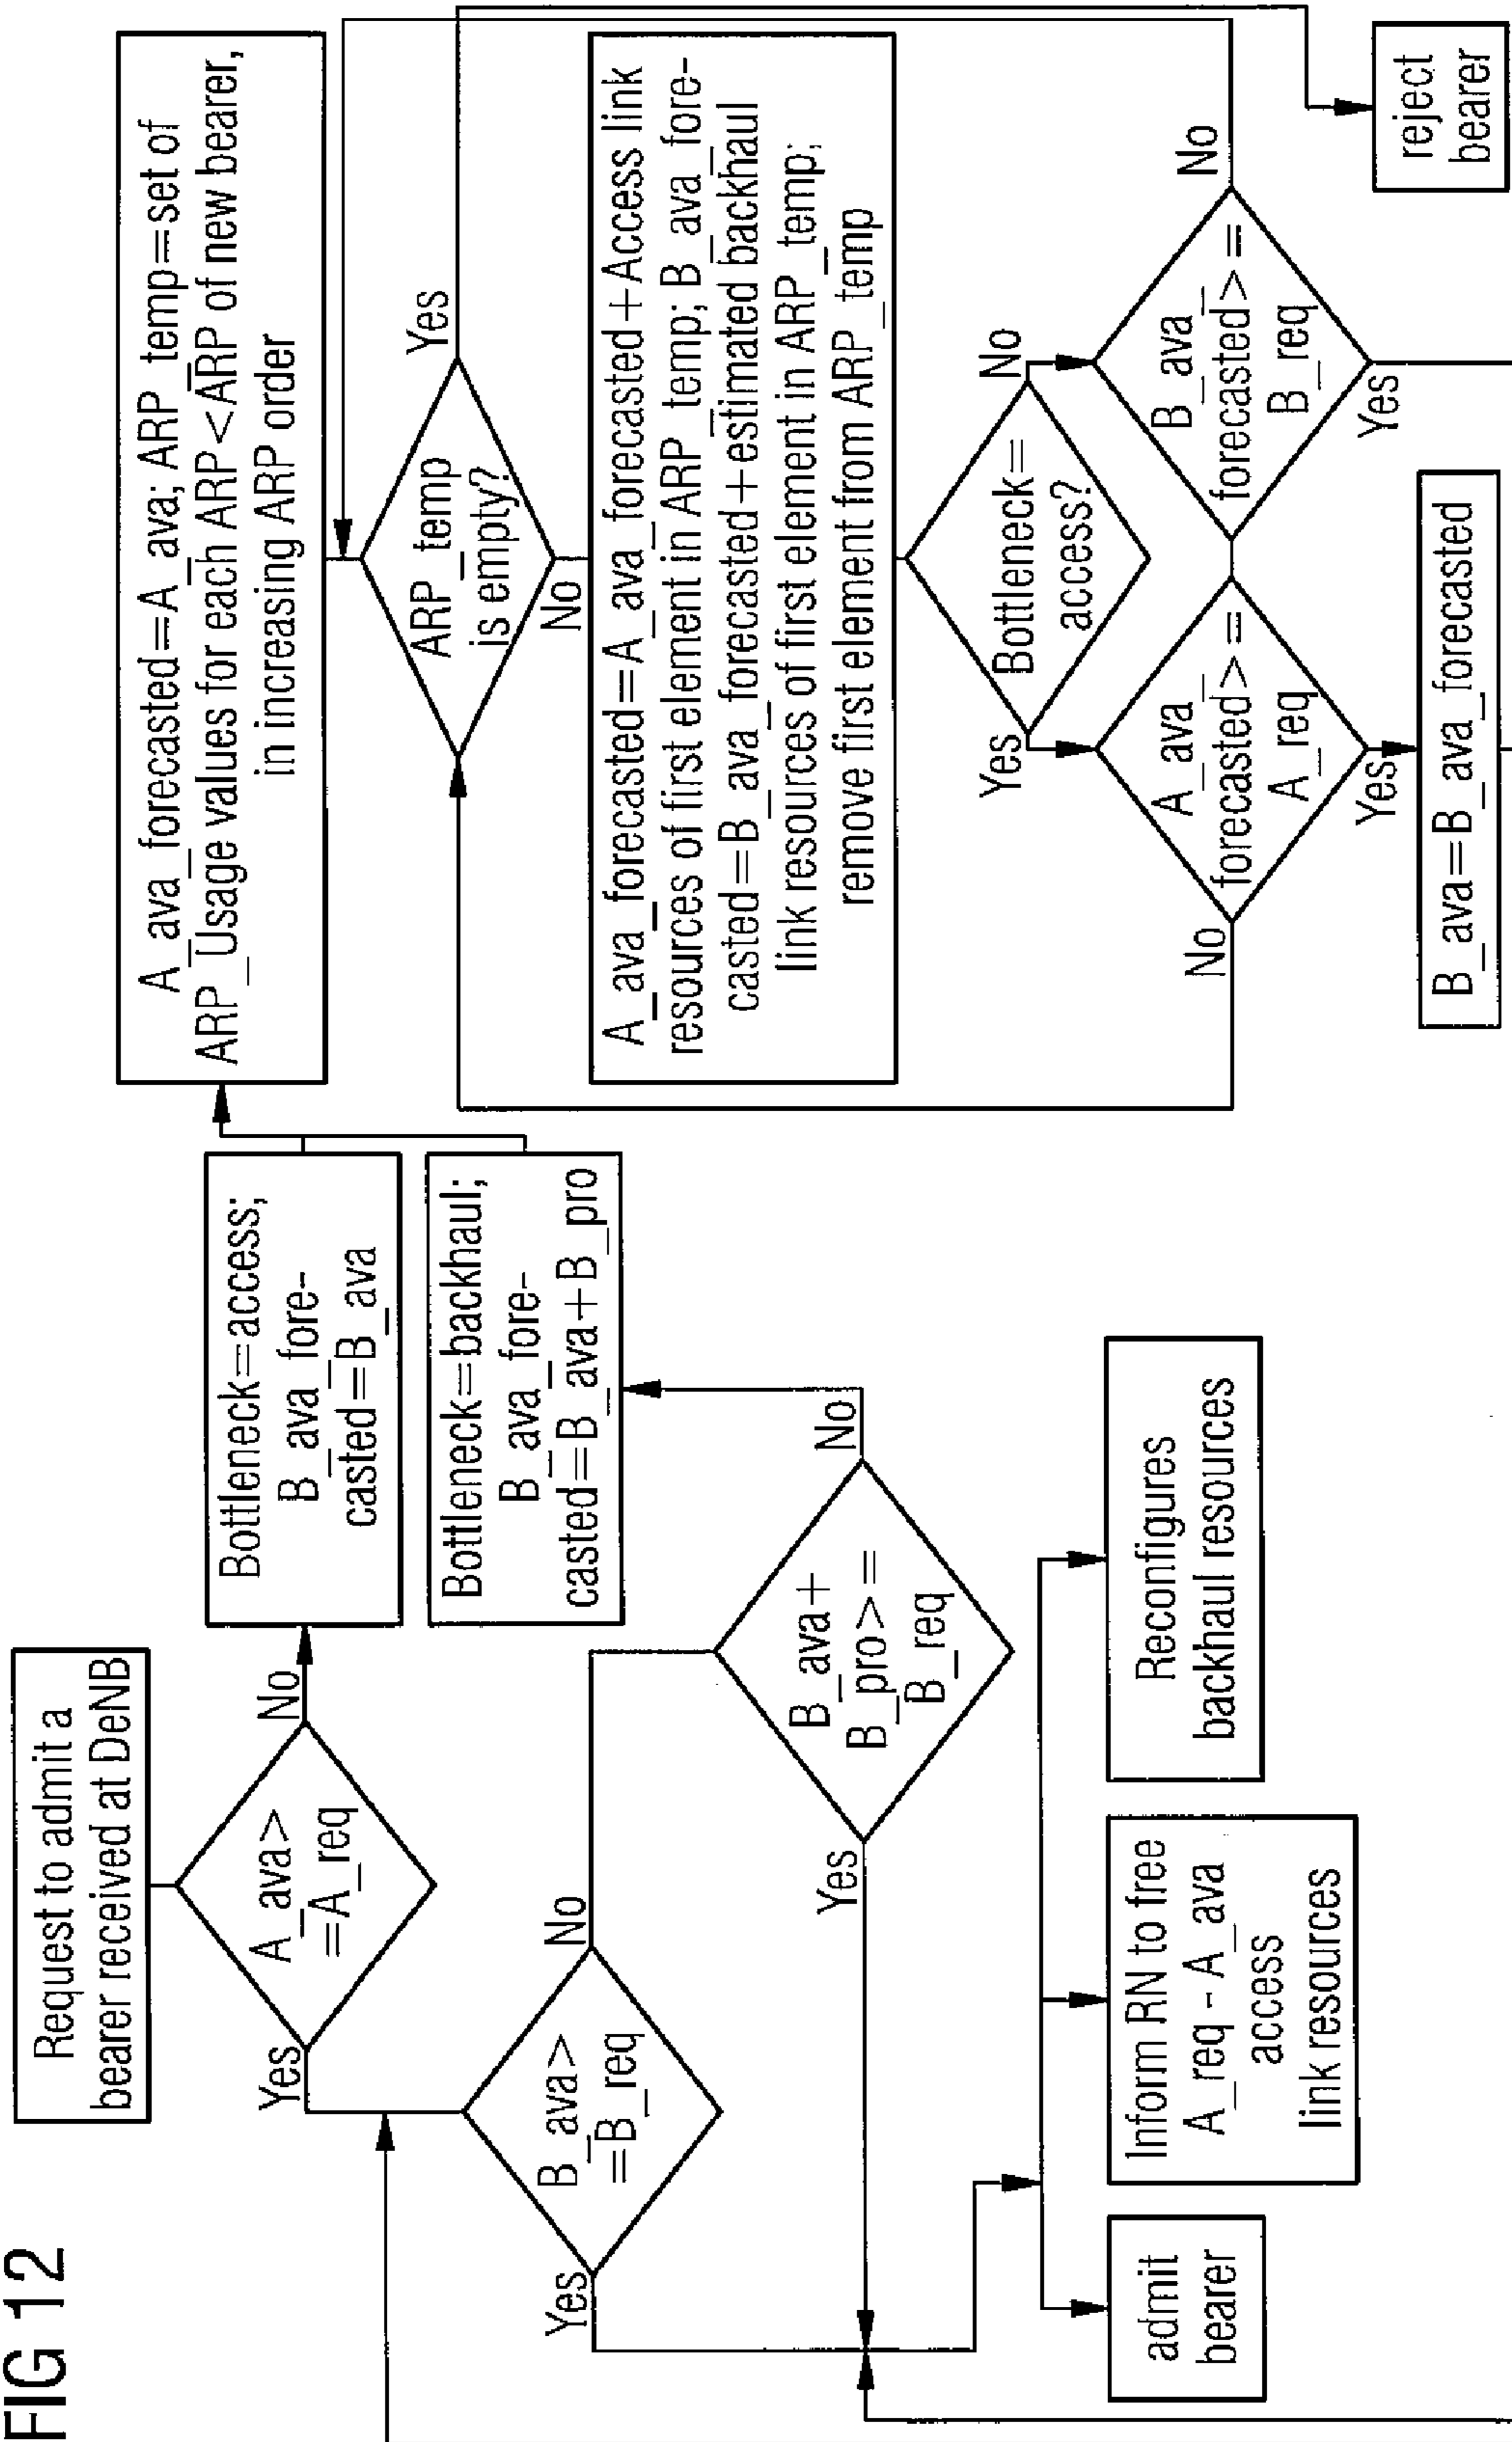 FIG 12
Request to admit a
bearer received at DeNB
A_ava>
=A_req
Yes
No
B_ava>
=B_req
Yes
No
B_ava+
B_pro>=
B_req
Yes
No
admit
bearer
Inform RN to free
A_req - A_ava
access
link resources
Reconfigures
backhaul resources
Bottleneck=access;
B_ava_fore-
casted=B_ava
Bottleneck=backhaul;
B_ava_fore-
casted=B_ava+B_pro
A_ava_forecasted=A_ava; ARP_temp=set of
ARP_Usage values for each ARP<ARP of new bearer,
in increasing ARP order
ARP_temp
is empty?
Yes
No
A_ava_forecasted=A_ava_forecasted+Access link
resources of first element in ARP_temp; B_ava_fore-
casted=B_ava_forecasted+estimated backhaul
link resources of first element in ARP_temp;
remove first element from ARP_temp
Bottleneck=
access?
Yes
No
A_ava_
forecasted>=
A_req
No
Yes
B_ava_
forecasted>=
B_req
No
Yes
B_ava=B_ava_forecasted
reject
bearer